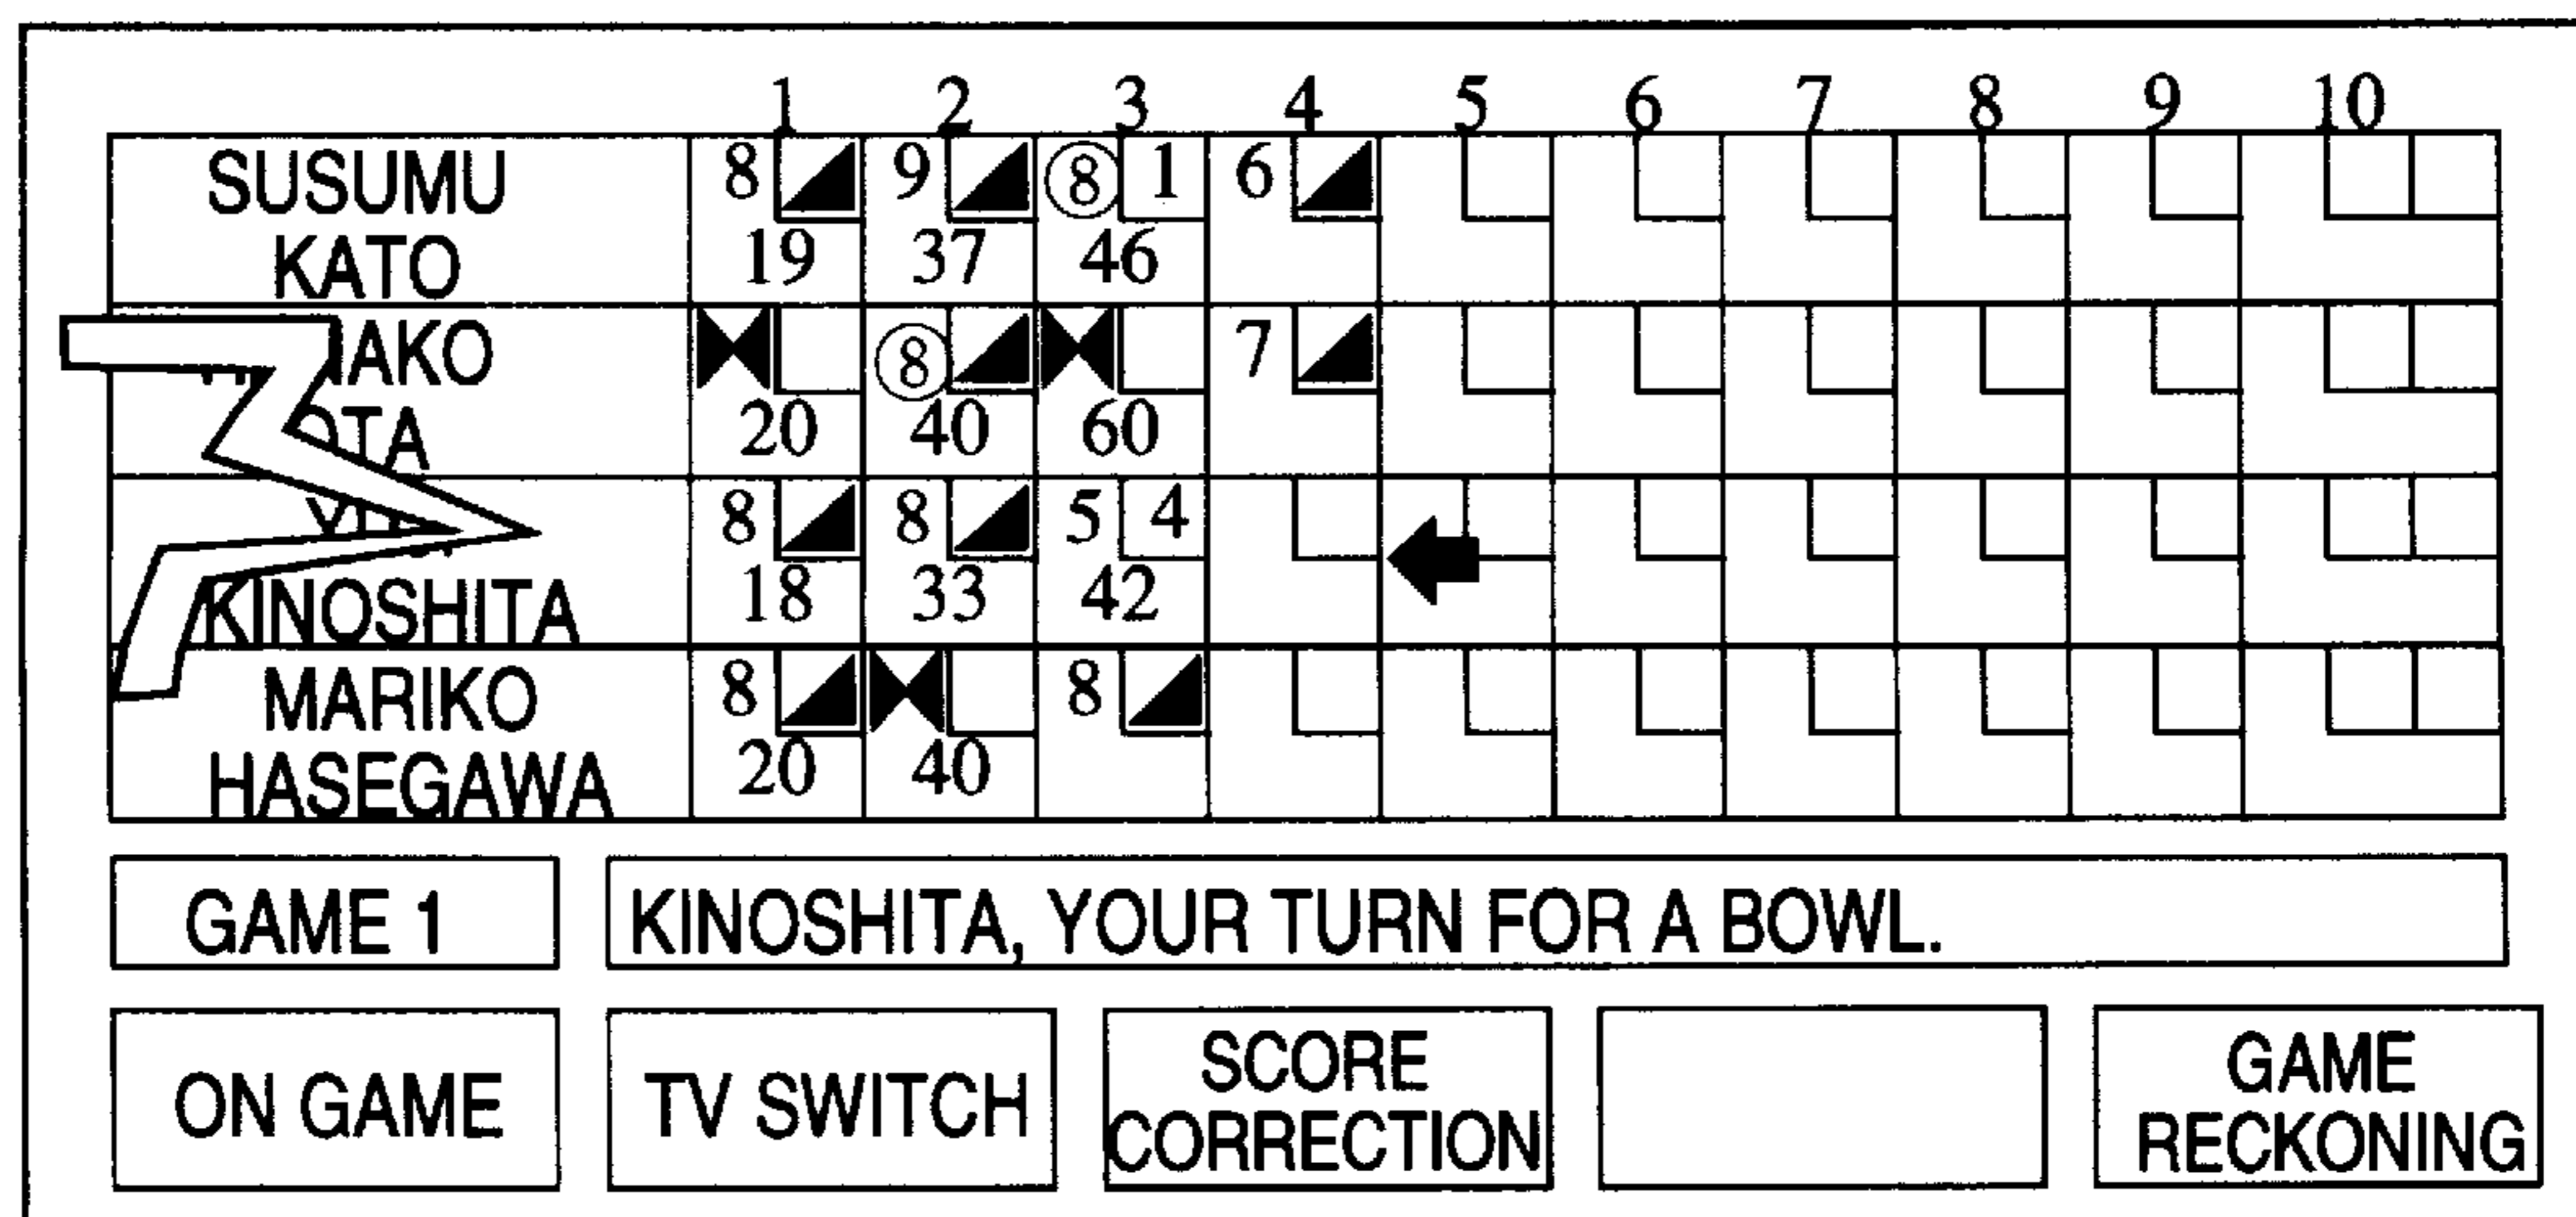 1 2 3 4 5 6 7 8 9 10
SUSUMU 8 9 8 1 6
KATO 19 37 46
8 7
OTA 20 40 60
8 8 5 4
KINOSHITA 18 33 42
MARIKO 8 8
HASEGAWA 20 40
GAME 1 KINOSHITA, YOUR TURN FOR A BOWL.
ON GAME TV SWITCH SCORE CORRECTION GAME RECKONING